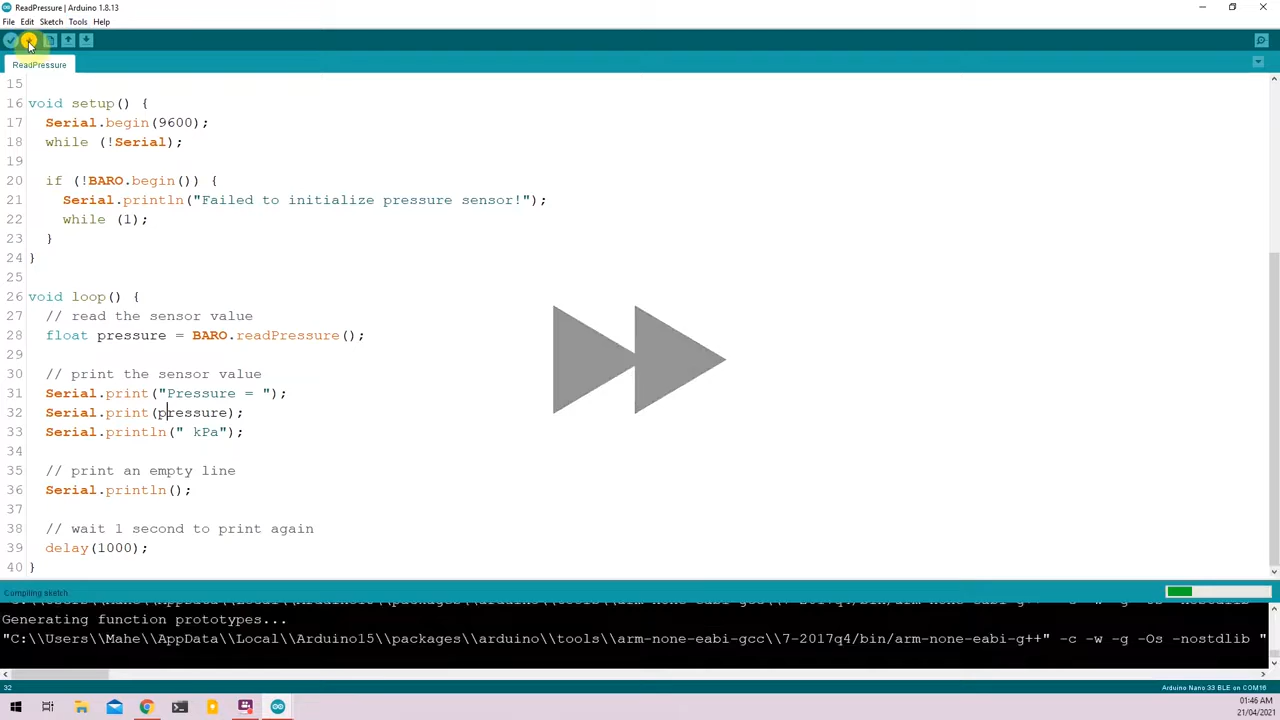 ReadPressure | Arduino 1.8.13
File Edit Sketch Tools Help
ReadPressure
15
16 void setup() {
17 Serial.begin(9600);
18 while (!Serial);
19
20 if (!BARO.begin()) {
21 Serial.println("Failed to initialize pressure sensor!");
22 while (1);
23 }
24 }
25
26 void loop() {
27 // read the sensor value
28 float pressure = BARO.readPressure();
29
30 // print the sensor value
31 Serial.print("Pressure = ");
32 Serial.print(pressure);
33 Serial.println(" kPa");
34
35 // print an empty line
36 Serial.println();
37
38 // wait 1 second to print again
39 delay(1000);
40 }
Compiling sketch
Generating function prototypes...
"C:\\Users\\Mahe\\AppData\\Local\\Arduino15\\packages\\arduino\\tools\\arm-none-eabi-gcc\\7-2017q4/bin/arm-none-eabi-g++" -c -w -g -Os -nostdlib "
32 Arduino Nano 33 BLE on COM16
01:46 AM
21/04/2021